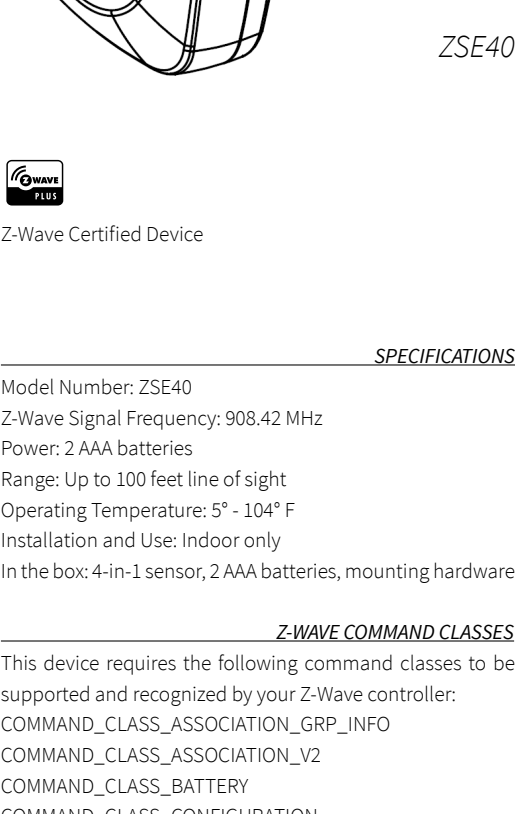 ZSE40
Z WAVE
PLUS
Z-Wave Certified Device
SPECIFICATIONS
Model Number: ZSE40
Z-Wave Signal Frequency: 908.42 MHz
Power: 2 AAA batteries
Range: Up to 100 feet line of sight
Operating Temperature: 5° - 104° F
Installation and Use: Indoor only
In the box: 4-in-1 sensor, 2 AAA batteries, mounting hardware
Z-WAVE COMMAND CLASSES
This device requires the following command classes to be
supported and recognized by your Z-Wave controller:
COMMAND_CLASS_ASSOCIATION_GRP_INFO
COMMAND_CLASS_ASSOCIATION_V2
COMMAND_CLASS_BATTERY
COMMAND_CLASS_CONFIGURATION